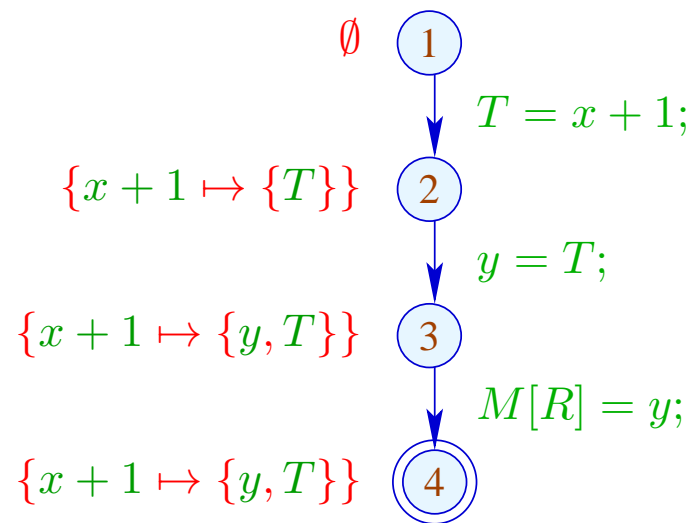 ∅ 1
T = x + 1;
{x + 1 ↦ {T}} 2
y = T;
{x + 1 ↦ {y, T}} 3
M[R] = y;
{x + 1 ↦ {y, T}} 4